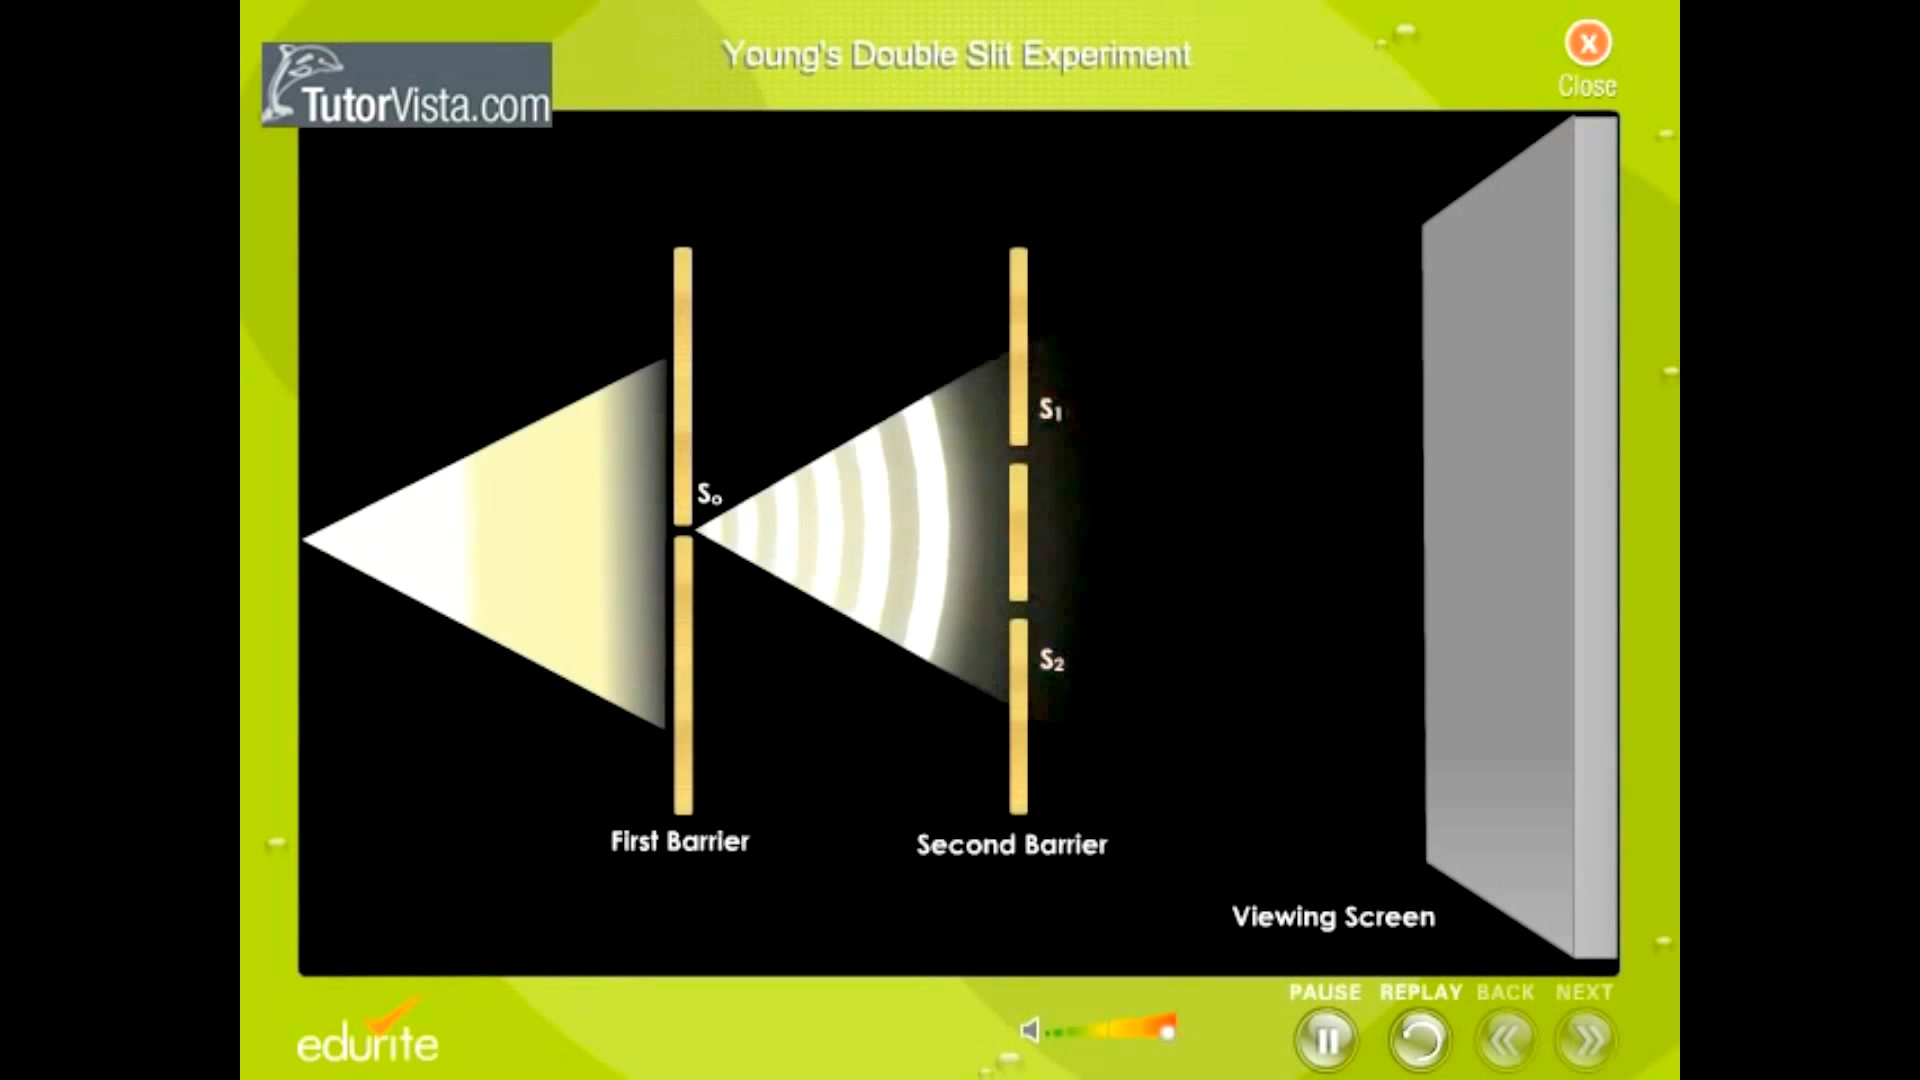 Young's Double Slit Experiment
Close
TutorVista.com
S₁
S₀
S₂
First Barrier
Second Barrier
Viewing Screen
PAUSE REPLAY BACK NEXT
edurite